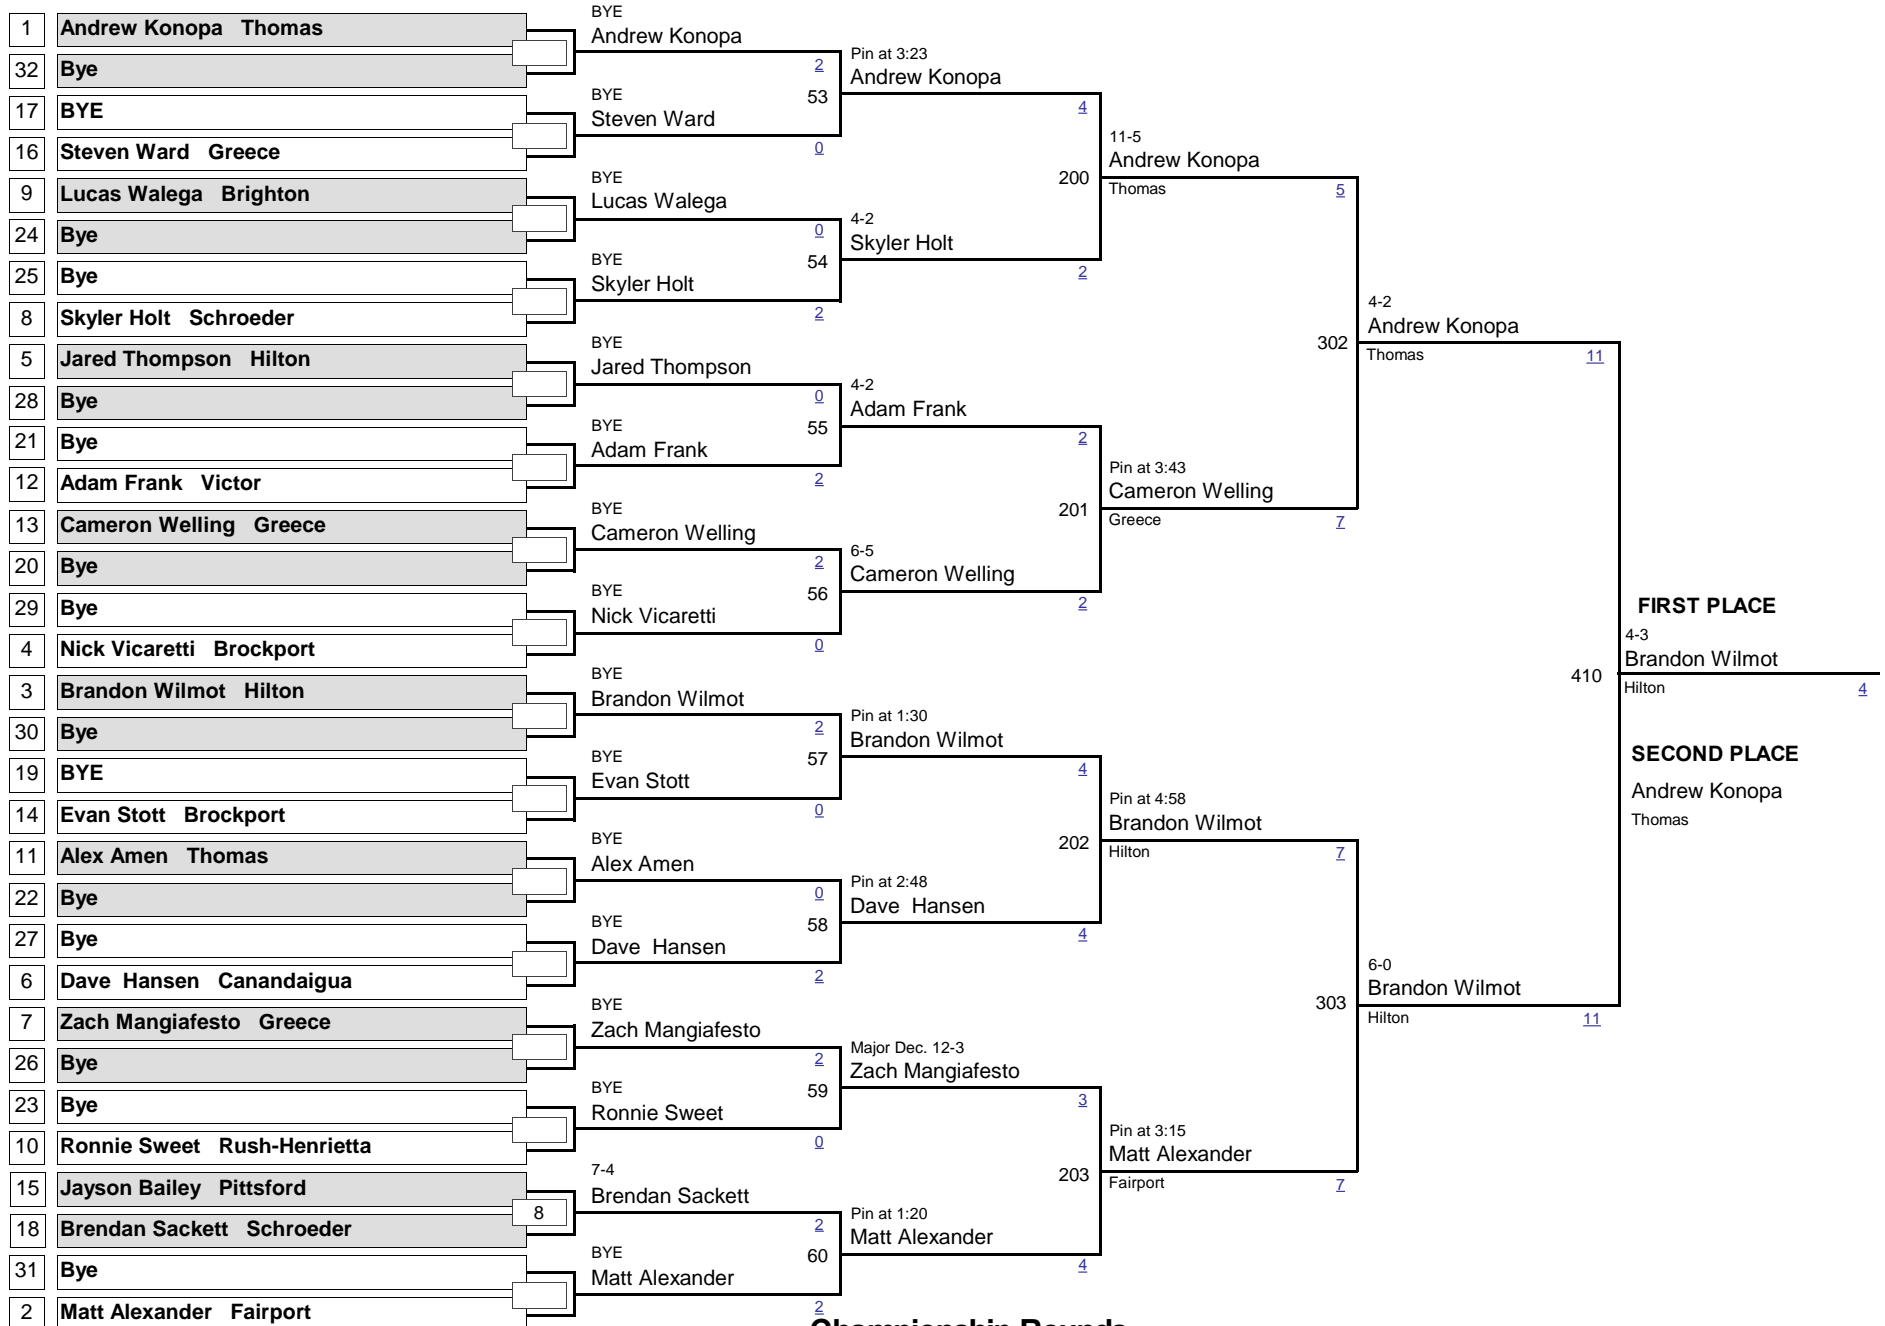 1 Andrew Konopa Thomas
32 Bye
17 BYE
16 Steven Ward Greece
9 Lucas Walega Brighton
24 Bye
25 Bye
8 Skyler Holt Schroeder
5 Jared Thompson Hilton
28 Bye
21 Bye
12 Adam Frank Victor
13 Cameron Welling Greece
20 Bye
29 Bye
4 Nick Vicaretti Brockport
3 Brandon Wilmot Hilton
30 Bye
19 BYE
14 Evan Stott Brockport
11 Alex Amen Thomas
22 Bye
27 Bye
6 Dave Hansen Canandaigua
7 Zach Mangiafesto Greece
26 Bye
23 Bye
10 Ronnie Sweet Rush-Henrietta
15 Jayson Bailey Pittsford
18 Brendan Sackett Schroeder
31 Bye
2 Matt Alexander Fairport
8
BYE
Andrew Konopa
2
53
BYE
Steven Ward
0
BYE
Lucas Walega
0
54
BYE
Skyler Holt
2
BYE
Jared Thompson
0
55
BYE
Adam Frank
2
BYE
Cameron Welling
2
56
BYE
Nick Vicaretti
0
BYE
Brandon Wilmot
2
57
BYE
Evan Stott
0
BYE
Alex Amen
0
58
BYE
Dave Hansen
2
BYE
Zach Mangiafesto
2
59
BYE
Ronnie Sweet
0
7-4
Brendan Sackett
2
60
BYE
Matt Alexander
2
Pin at 3:23
Andrew Konopa
4
200
4-2
Skyler Holt
2
4-2
Adam Frank
2
201
6-5
Cameron Welling
2
Pin at 1:30
Brandon Wilmot
4
202
Pin at 2:48
Dave Hansen
4
Major Dec. 12-3
Zach Mangiafesto
3
203
Pin at 1:20
Matt Alexander
4
11-5
Andrew Konopa
Thomas
5
302
Pin at 3:43
Cameron Welling
Greece
7
Pin at 4:58
Brandon Wilmot
Hilton
7
303
Pin at 3:15
Matt Alexander
Fairport
7
4-2
Andrew Konopa
Thomas
11
410
6-0
Brandon Wilmot
Hilton
11
FIRST PLACE
4-3
Brandon Wilmot
Hilton
4
SECOND PLACE
Andrew Konopa
Thomas
Championship Rounds